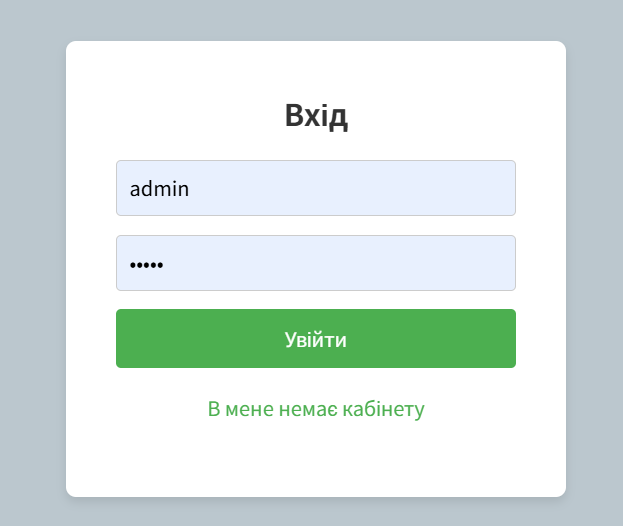 Вхід
admin
•••••
Увійти
В мене немає кабінету